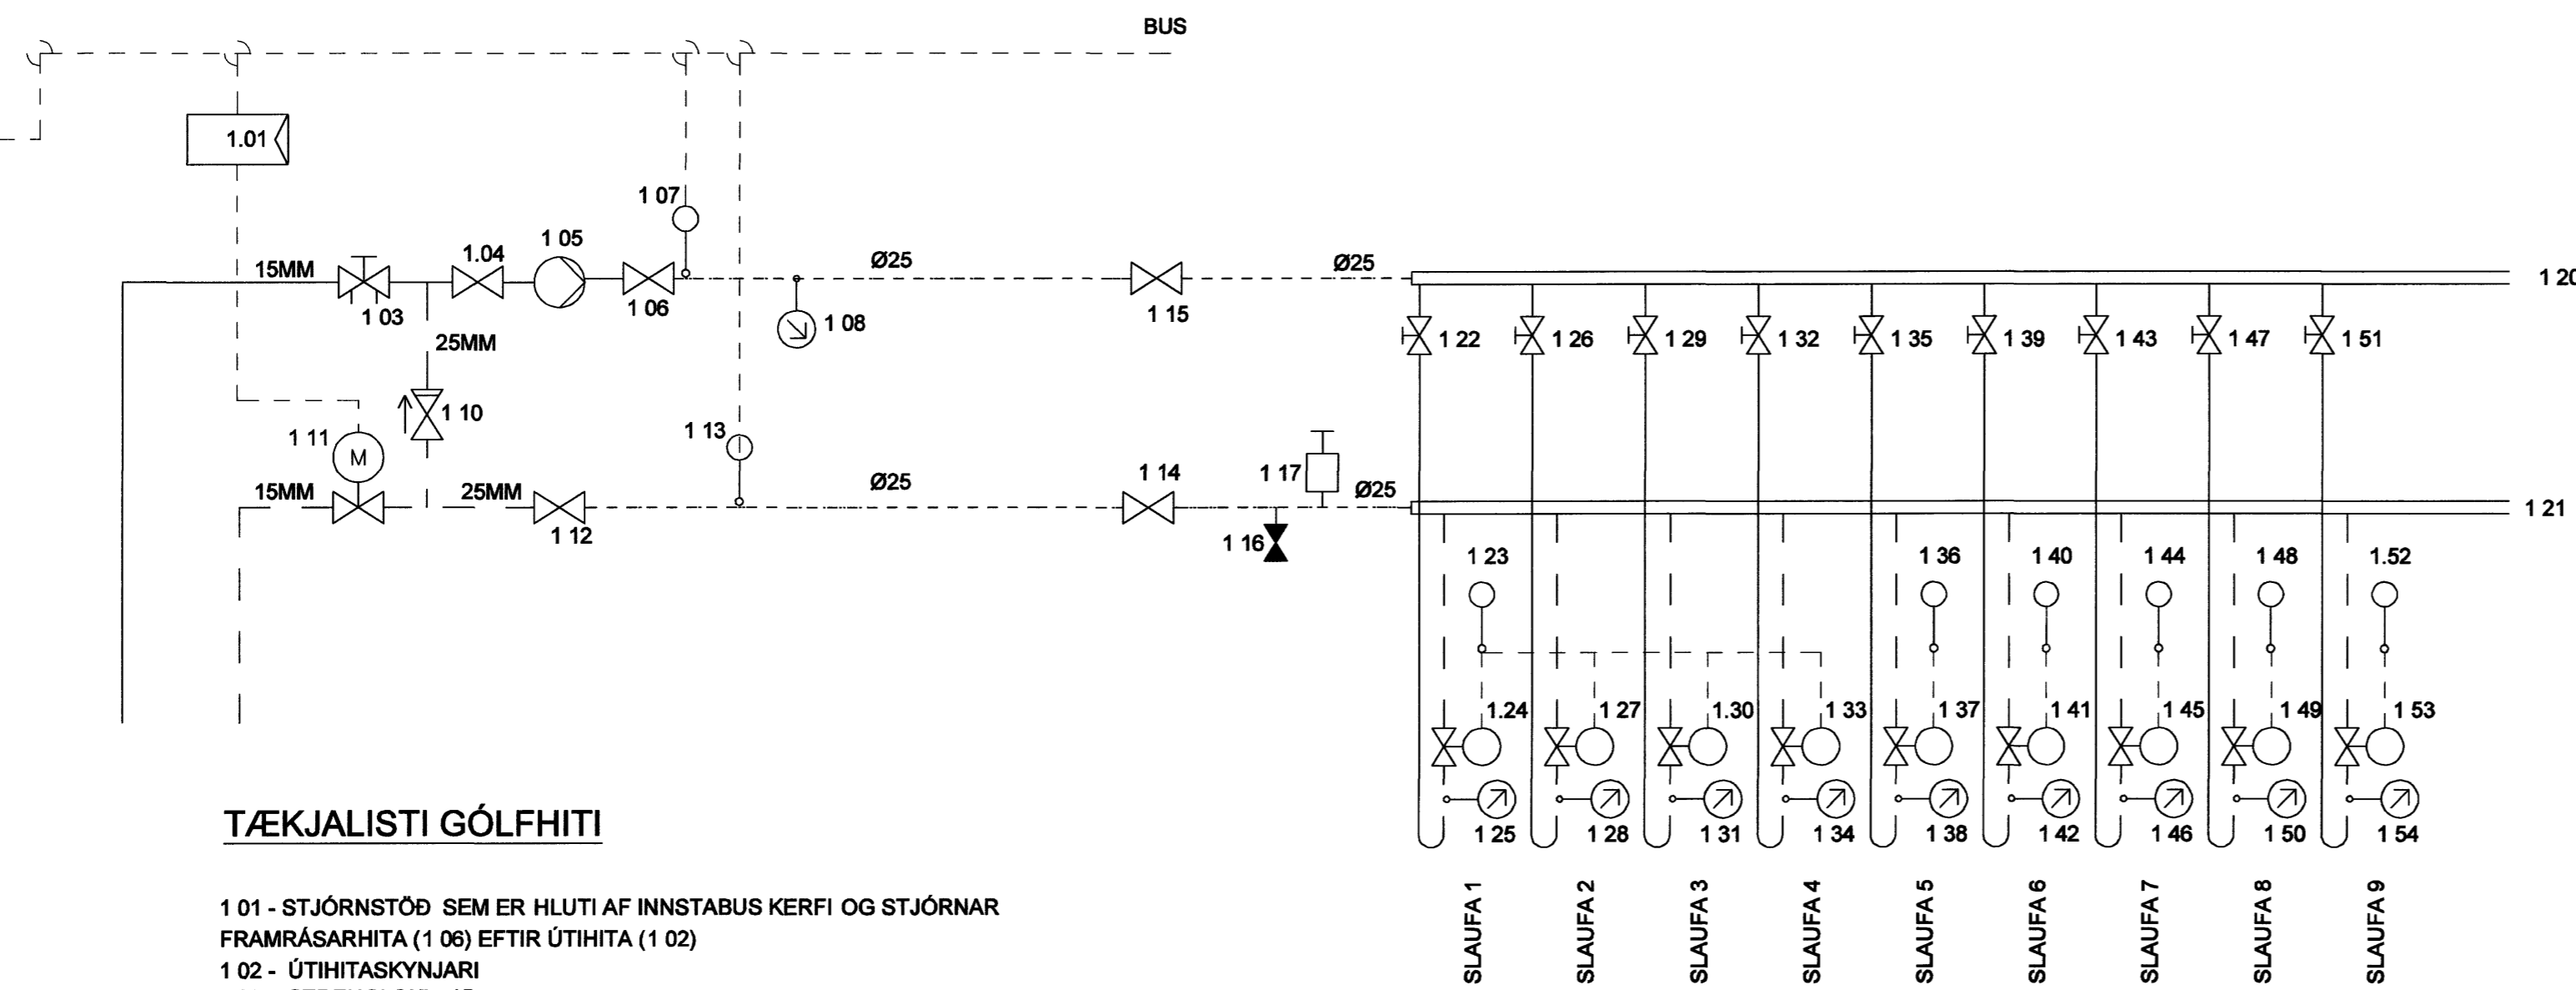 BUS
1.01
1 07
15MM
1.04
1 05
Ø25
Ø25
1 20
1 03
1 06
1 08
1 15
25MM
1 22
1 26
1 29
1 32
1 35
1 39
1 43
1 47
1 51
1 10
1 11
M
1 13
15MM
25MM
Ø25
1 14
1 17
Ø25
1 21
1 12
1 16
1 23
1 36
1 40
1 44
1 48
1.52
1.24
1 27
1.30
1 33
1 37
1 41
1 45
1 49
1 53
1 25
1 28
1 31
1 34
1 38
1 42
1 46
1 50
1 54
SLAUFA 1
SLAUFA 2
SLAUFA 3
SLAUFA 4
SLAUFA 5
SLAUFA 6
SLAUFA 7
SLAUFA 8
SLAUFA 9
TÆKJALISTI GÓLFHITI
1 01 - STJÓRNSTÖÐ SEM ER HLUTI AF INNSTABUS KERFI OG STJÓRNAR
FRAMRÁSARHITA (1 06) EFTIR ÚTIHITA (1 02)
1 02 - ÚTIHITASKYNJARI